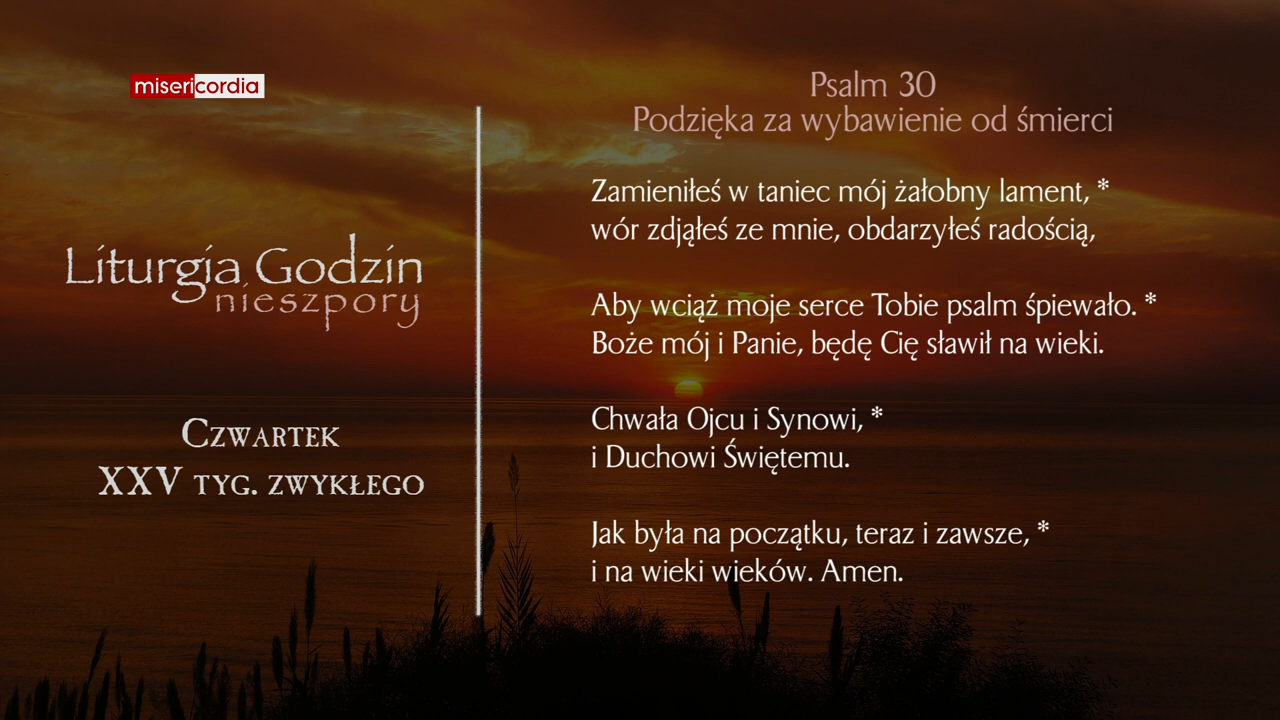 misericordia
Liturgia Godzin
nieszpory
Czwartek
XXV tyg. zwykłego
Psalm 30
Podzięka za wybawienie od śmierci
Zamieniłeś w taniec mój żałobny lament, *
wór zdjąłeś ze mnie, obdarzyłeś radością,
Aby wciąż moje serce Tobie psalm śpiewało. *
Boże mój i Panie, będę Cię sławił na wieki.
Chwała Ojcu i Synowi, *
i Duchowi Świętemu.
Jak była na początku, teraz i zawsze, *
i na wieki wieków. Amen.